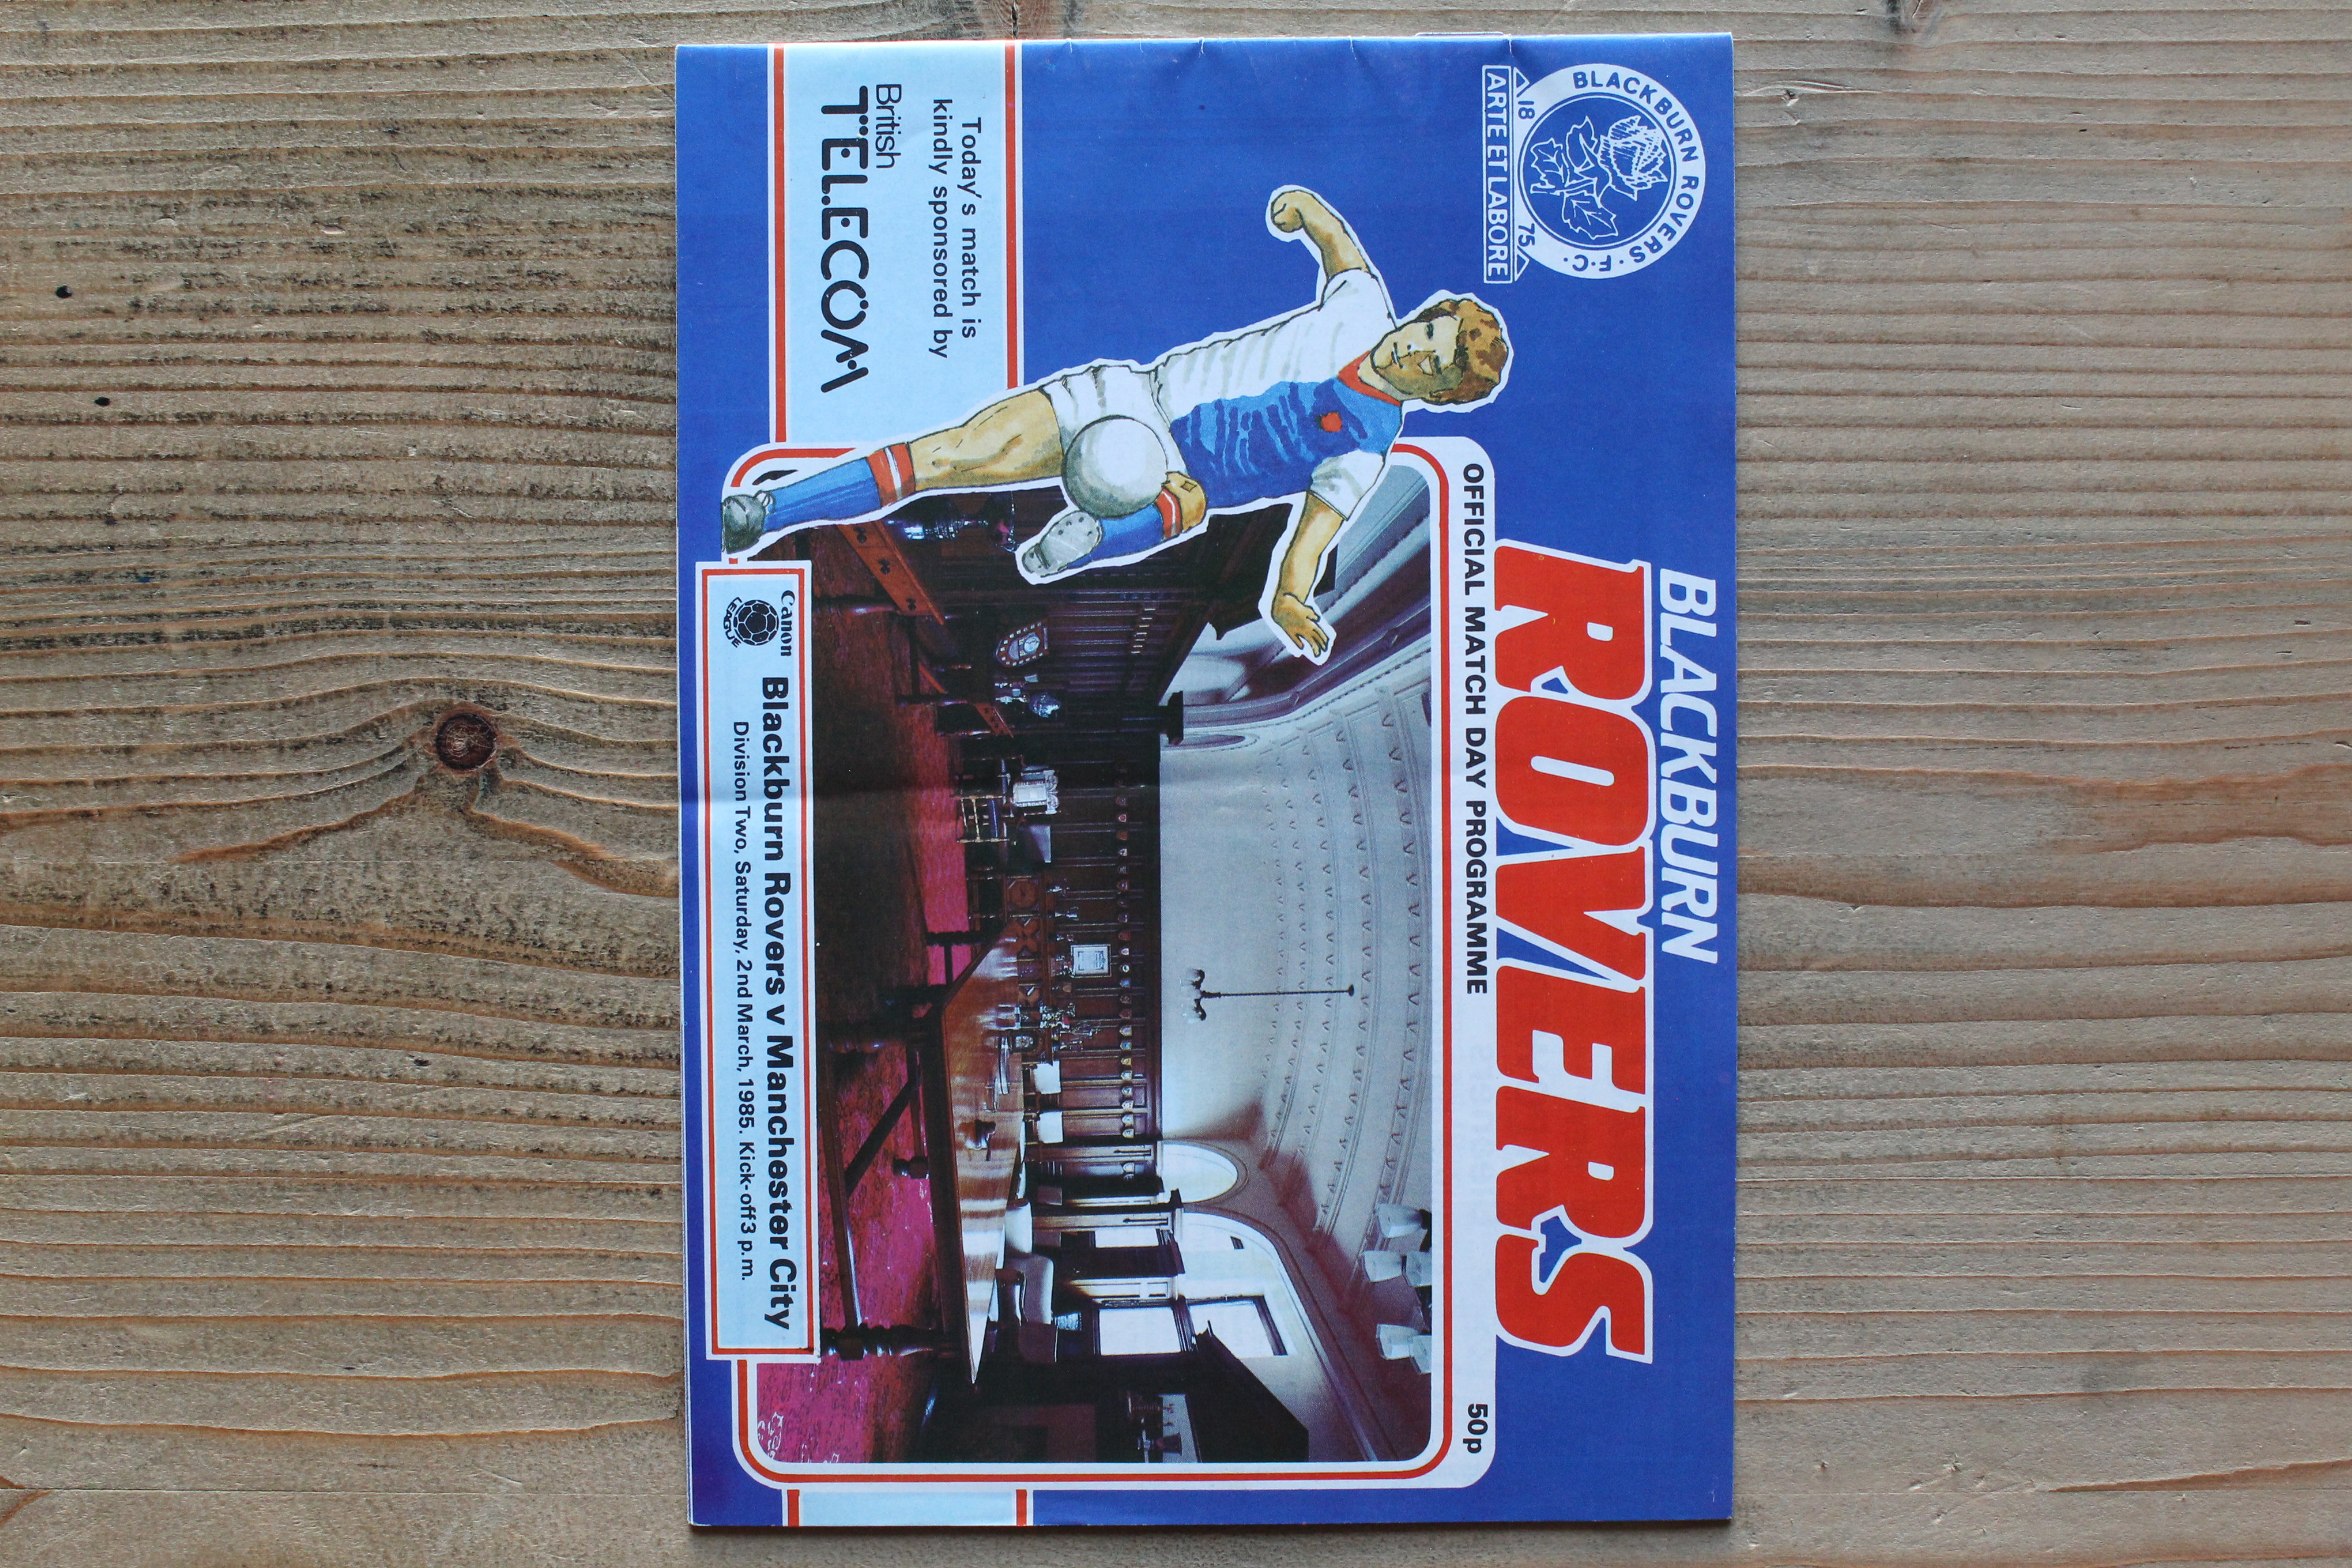 BLACKBURN ROVERS · F·C·
18 75
ARTE ET LABORE
BLACKBURN
ROVERS
OFFICIAL MATCH DAY PROGRAMME 50p
Today's match is
kindly sponsored by
British
TELECOM
Canon
LEAGUE
Blackburn Rovers v Manchester City
Division Two, Saturday, 2nd March, 1985. Kick-off 3 p.m.